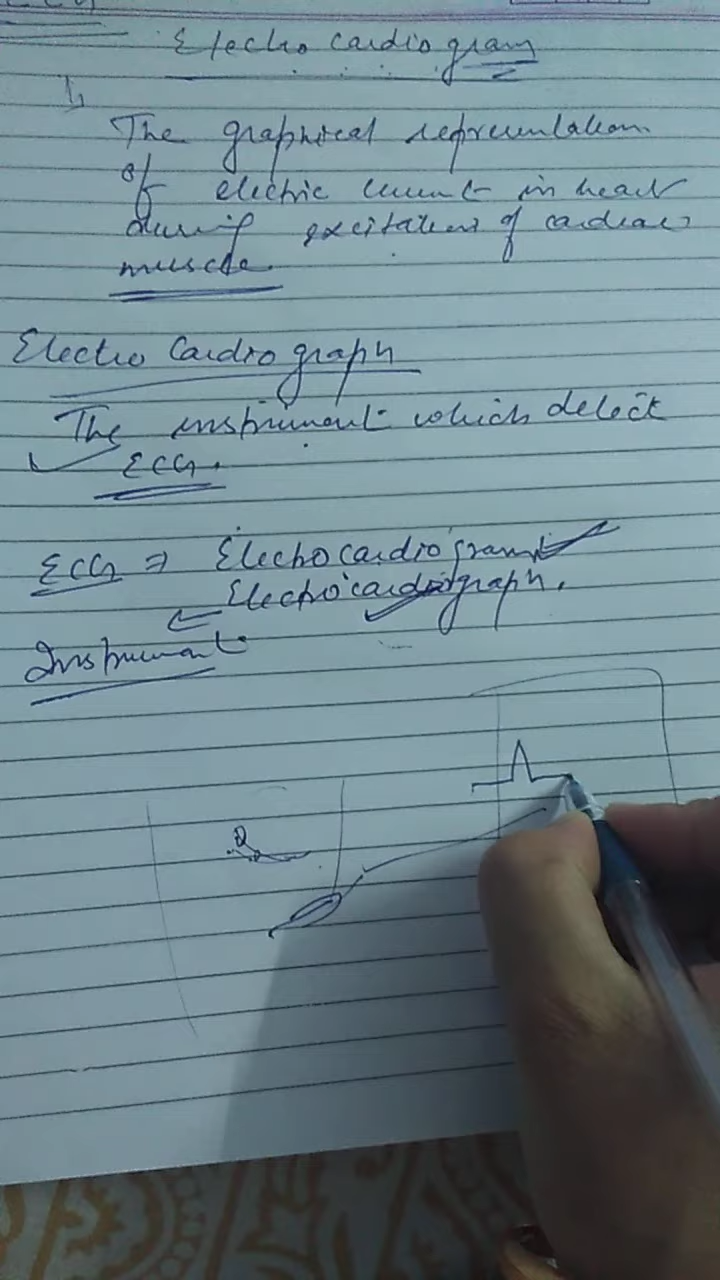 Electro cardiogram
The graphical representation
of electric current in heart
during excitation of cardiac
muscle.
Electro Cardiograph
The instrument which detect
ECG.
ECG ⇒ Electrocardiogram
Electrocardiograph.
Instrument